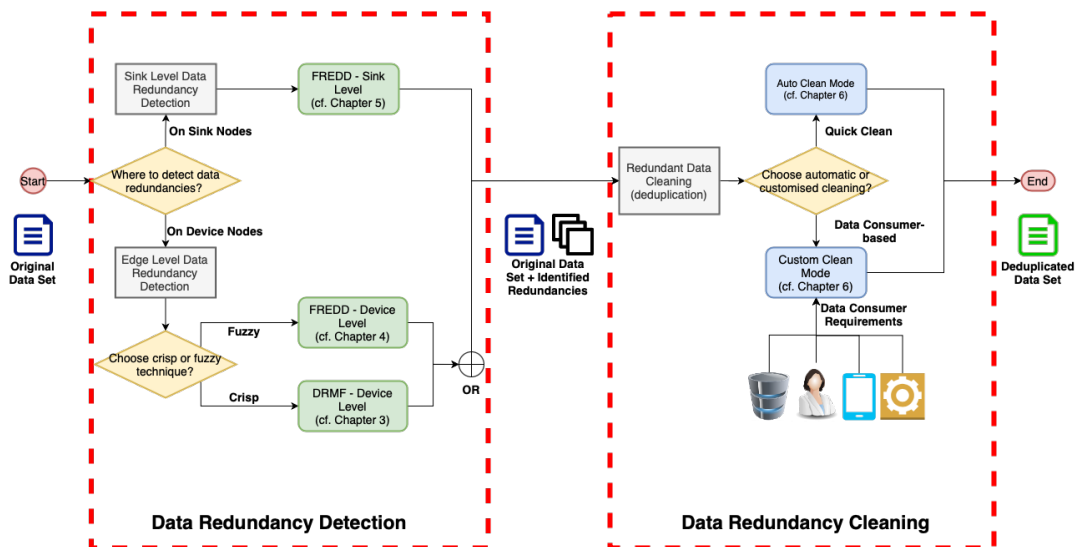 Start
Original
Data Set
Sink Level Data
Redundancy
Detection
FREDD - Sink
Level
(cf. Chapter 5)
On Sink Nodes
Where to detect data
redundancies?
On Device Nodes
Edge Level Data
Redundancy
Detection
Choose crisp or fuzzy
technique?
Fuzzy
FREDD - Device
Level
(cf. Chapter 4)
Crisp
DRMF - Device
Level
(cf. Chapter 3)
OR
Data Redundancy Detection
Original Data
Set + Identified
Redundancies
Redundant Data
Cleaning
(deduplication)
Auto Clean Mode
(cf. Chapter 6)
Quick Clean
Choose automatic or
customised cleaning?
Data Consumer-
based
Custom Clean
Mode
(cf. Chapter 6)
Data Consumer
Requirements
Data Redundancy Cleaning
End
Deduplicated
Data Set